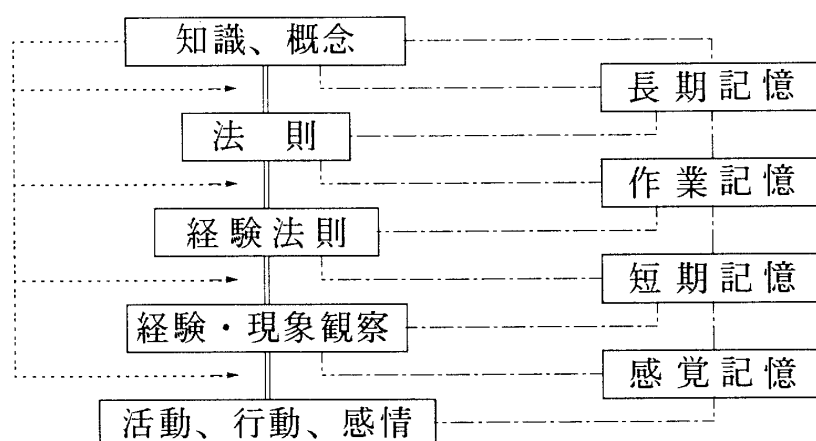 知識、概念
長期記憶
法則
作業記憶
経験法則
短期記憶
経験・現象観察
感覚記憶
活動、行動、感情